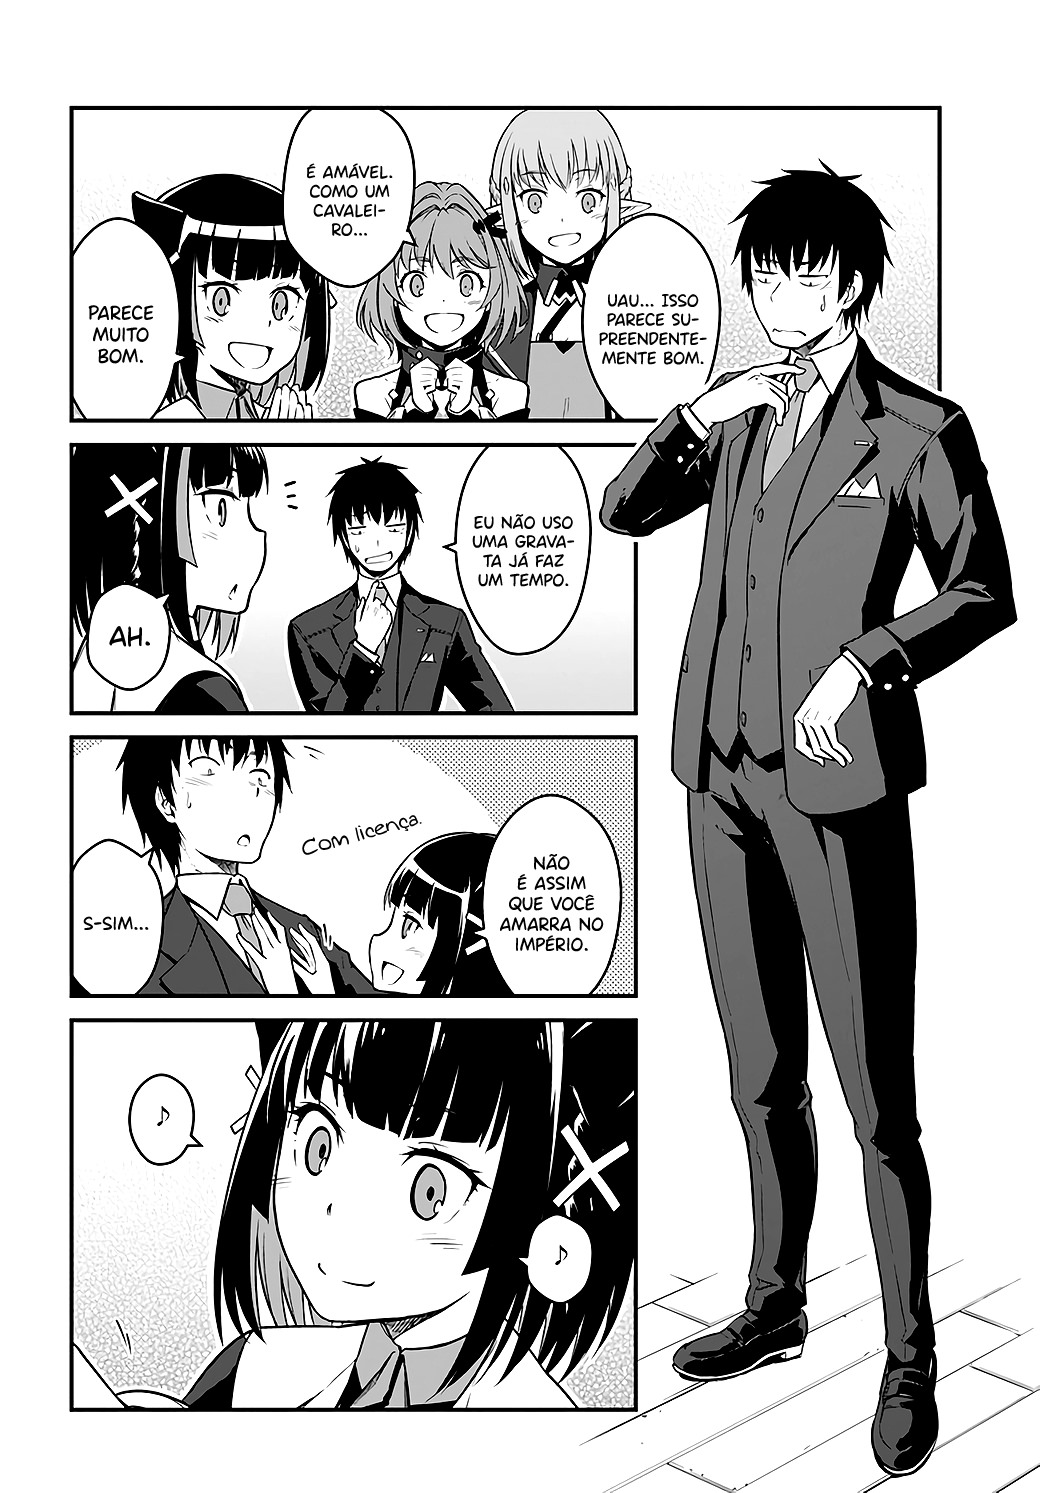 UAU... ISSO
PARECE SU-
PREENDENTE-
MENTE BOM.
É AMÁVEL.
COMO UM
CAVALEI-
RO...
PARECE
MUITO
BOM.
EU NÃO USO
UMA GRAVA-
TA JÁ FAZ
UM TEMPO.
AH.
NÃO
É ASSIM
QUE VOCÊ
AMARRA NO
IMPÉRIO.
Com licença.
S-SIM...
♪
♪